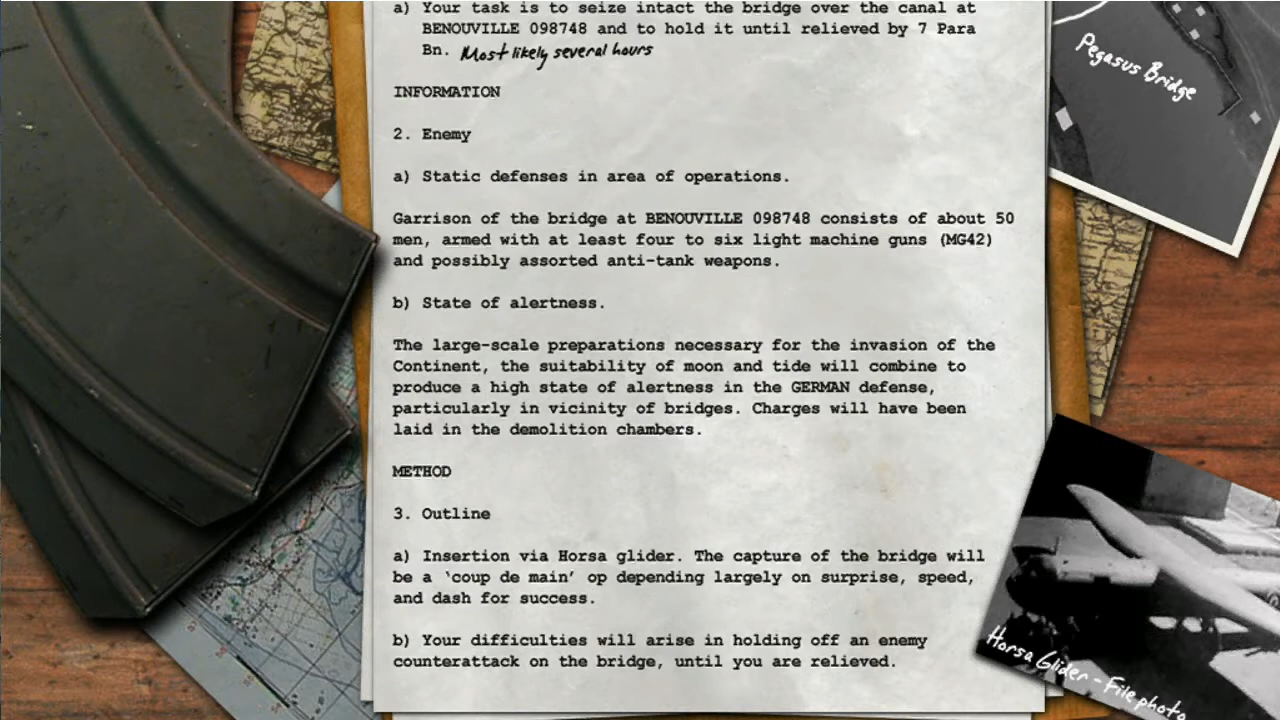 a) Your task is to seize intact the bridge over the canal at
BENOUVILLE 098748 and to hold it until relieved by 7 Para
Bn. Most likely several hours
INFORMATION
2. Enemy
a) Static defenses in area of operations.
Garrison of the bridge at BENOUVILLE 098748 consists of about 50
men, armed with at least four to six light machine guns (MG42)
and possibly assorted anti-tank weapons.
b) State of alertness.
The large-scale preparations necessary for the invasion of the
Continent, the suitability of moon and tide will combine to
produce a high state of alertness in the GERMAN defense,
particularly in vicinity of bridges. Charges will have been
laid in the demolition chambers.
METHOD
3. Outline
a) Insertion via Horsa glider. The capture of the bridge will
be a ‛coup de main’ op depending largely on surprise, speed,
and dash for success.
b) Your difficulties will arise in holding off an enemy
counterattack on the bridge, until you are relieved.
Pegasus Bridge
Horsa Glider - File photo